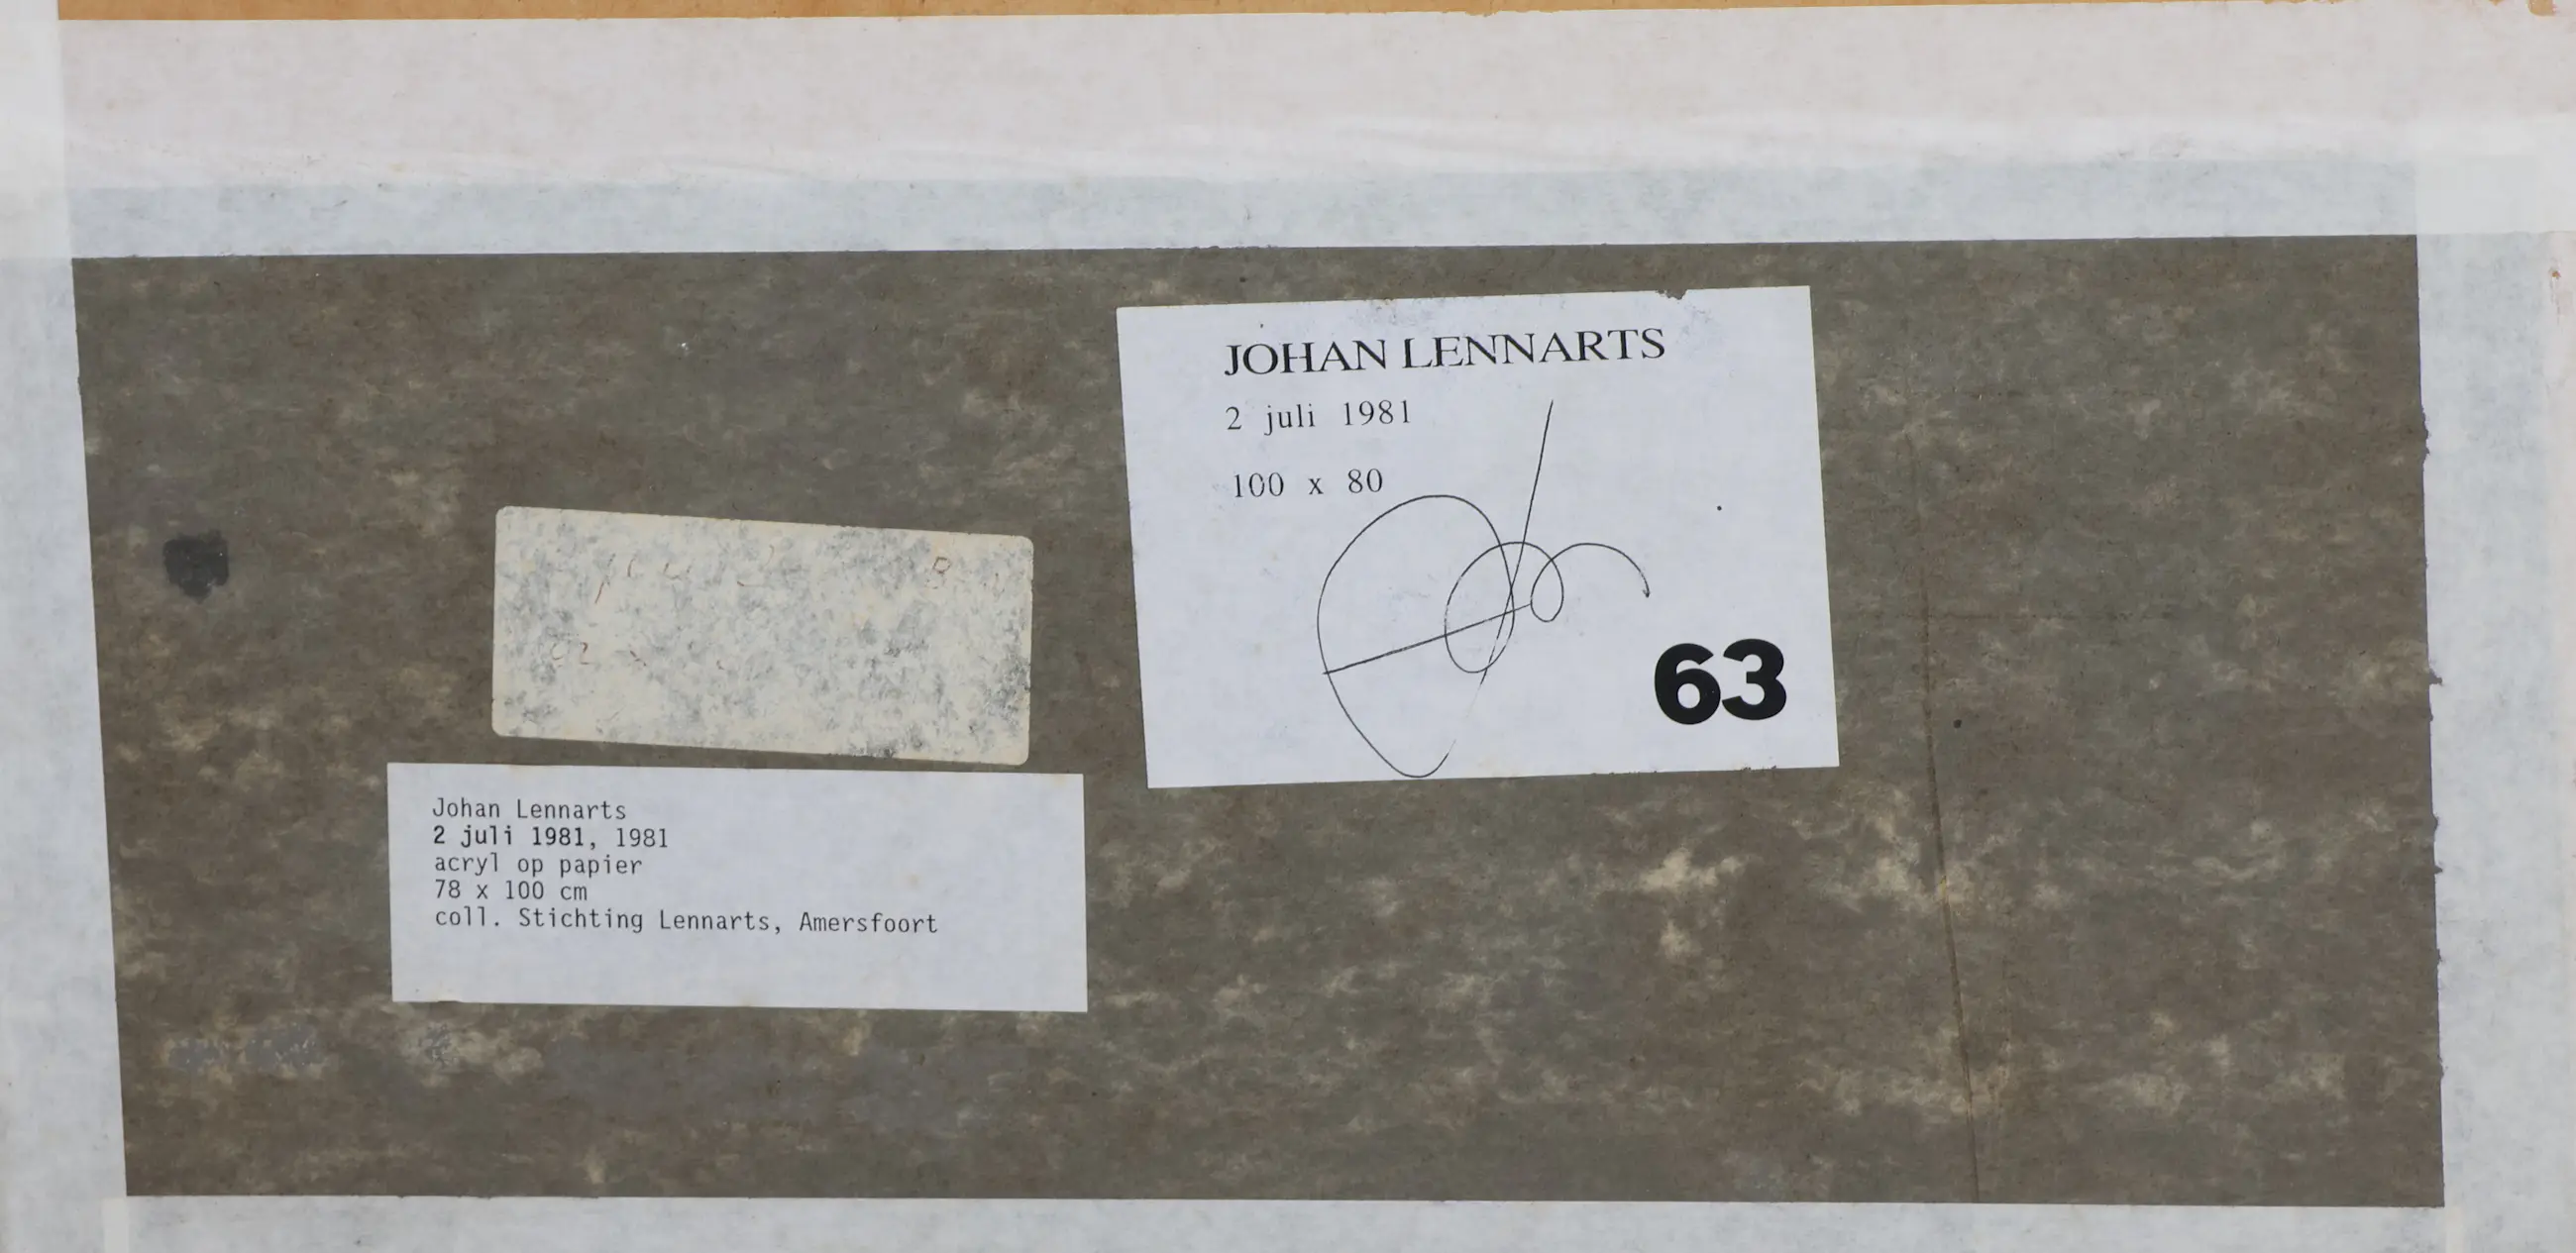 JOHAN LENNARTS
2 juli 1981
100 x 80
63
Johan Lennarts
2 juli 1981, 1981
acryl op papier
78 x 100 cm
coll. Stichting Lennarts, Amersfoort